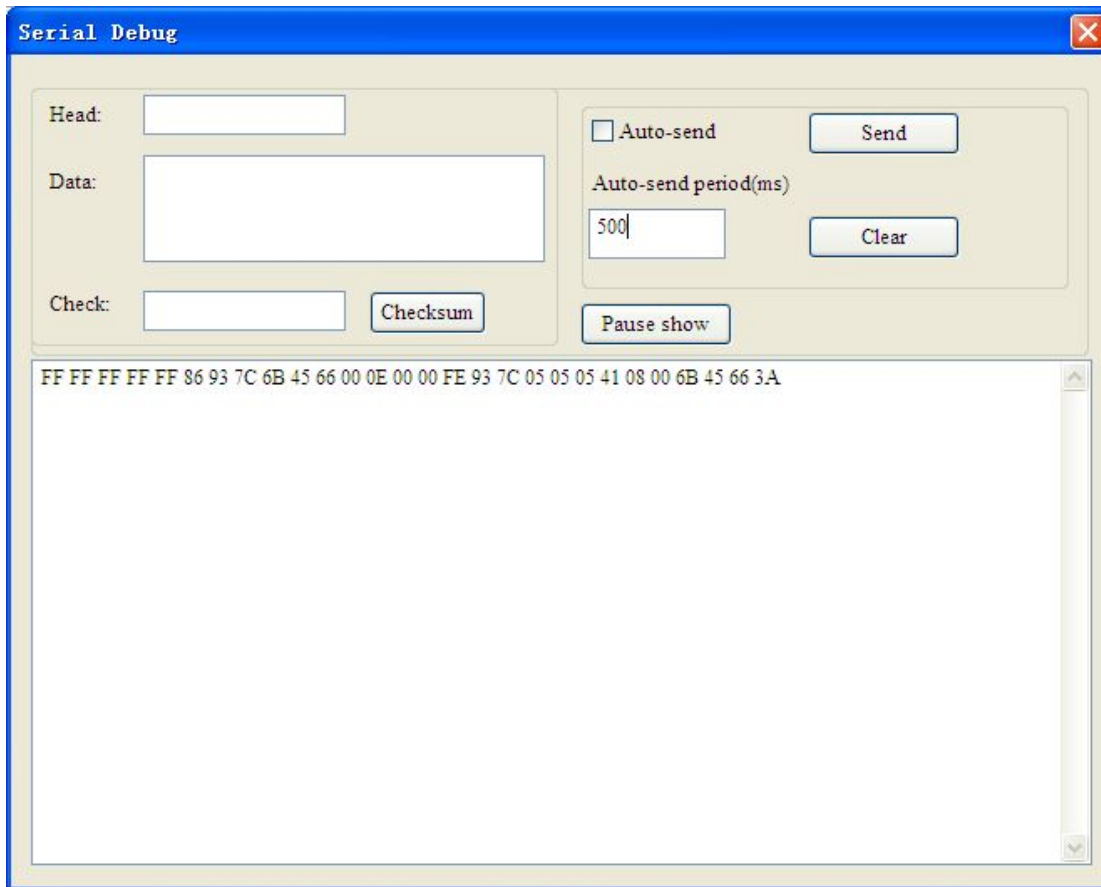 Serial Debug
Head:
Data:
Check:
Checksum
Auto-send
Send
Auto-send period(ms)
500
Clear
Pause show
FF FF FF FF FF 86 93 7C 6B 45 66 00 0E 00 00 FE 93 7C 05 05 05 41 08 00 6B 45 66 3A